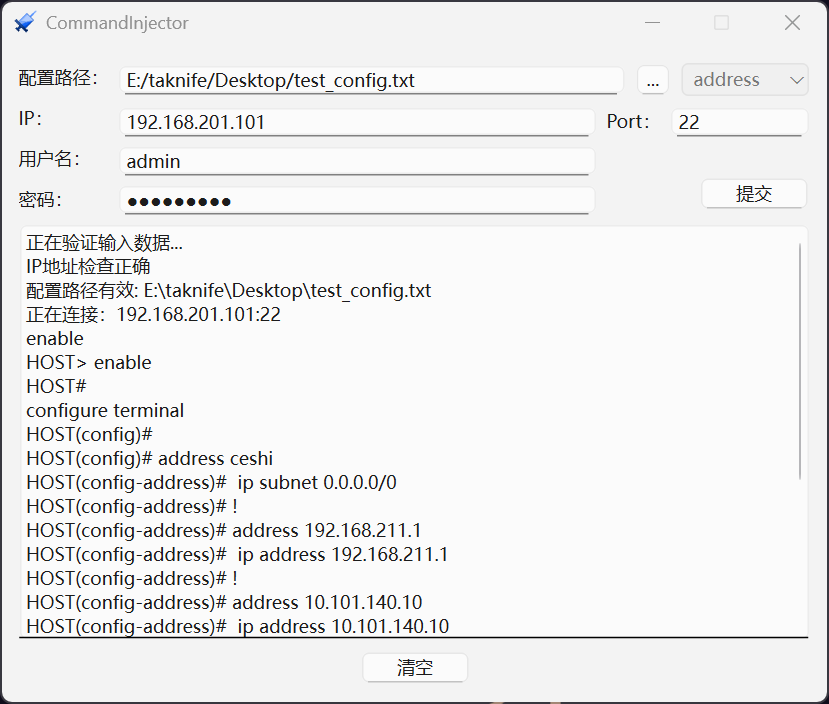 CommandInjector
配置路径： E:/taknife/Desktop/test_config.txt ... address
IP： 192.168.201.101 Port： 22
用户名： admin
密码： ●●●●●●●●● 提交
正在验证输入数据...
IP地址检查正确
配置路径有效: E:\taknife\Desktop\test_config.txt
正在连接：192.168.201.101:22
enable
HOST> enable
HOST#
configure terminal
HOST(config)#
HOST(config)# address ceshi
HOST(config-address)#  ip subnet 0.0.0.0/0
HOST(config-address)# !
HOST(config-address)# address 192.168.211.1
HOST(config-address)#  ip address 192.168.211.1
HOST(config-address)# !
HOST(config-address)# address 10.101.140.10
HOST(config-address)#  ip address 10.101.140.10
清空